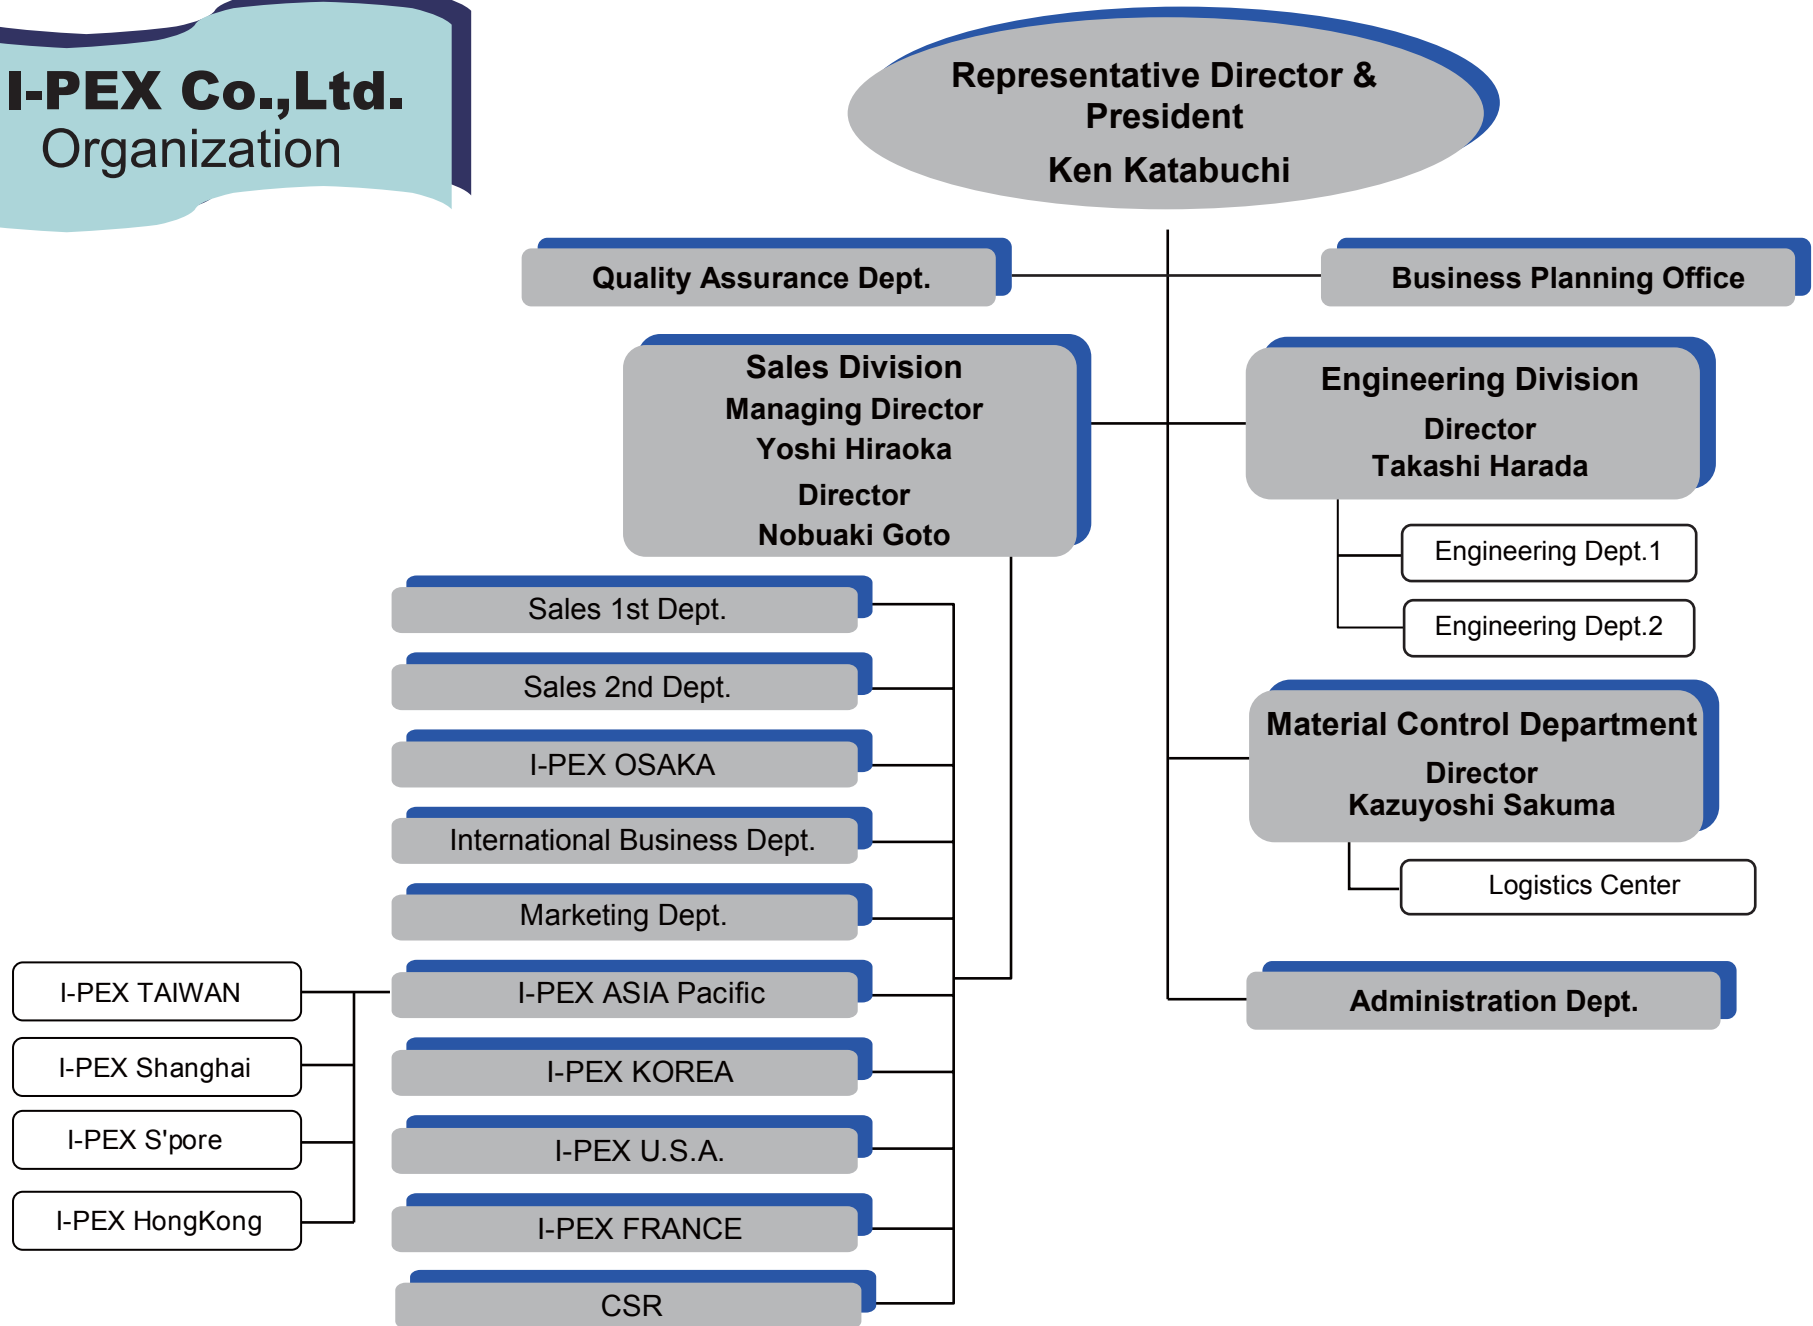 I-PEX Co.,Ltd.
Organization
Representative Director &
President
Ken Katabuchi
Quality Assurance Dept.
Business Planning Office
Sales Division
Managing Director
Yoshi Hiraoka
Director
Nobuaki Goto
Engineering Division
Director
Takashi Harada
Engineering Dept.1
Engineering Dept.2
Material Control Department
Director
Kazuyoshi Sakuma
Logistics Center
Administration Dept.
Sales 1st Dept.
Sales 2nd Dept.
I-PEX OSAKA
International Business Dept.
Marketing Dept.
I-PEX ASIA Pacific
I-PEX KOREA
I-PEX U.S.A.
I-PEX FRANCE
CSR
I-PEX TAIWAN
I-PEX Shanghai
I-PEX S'pore
I-PEX HongKong